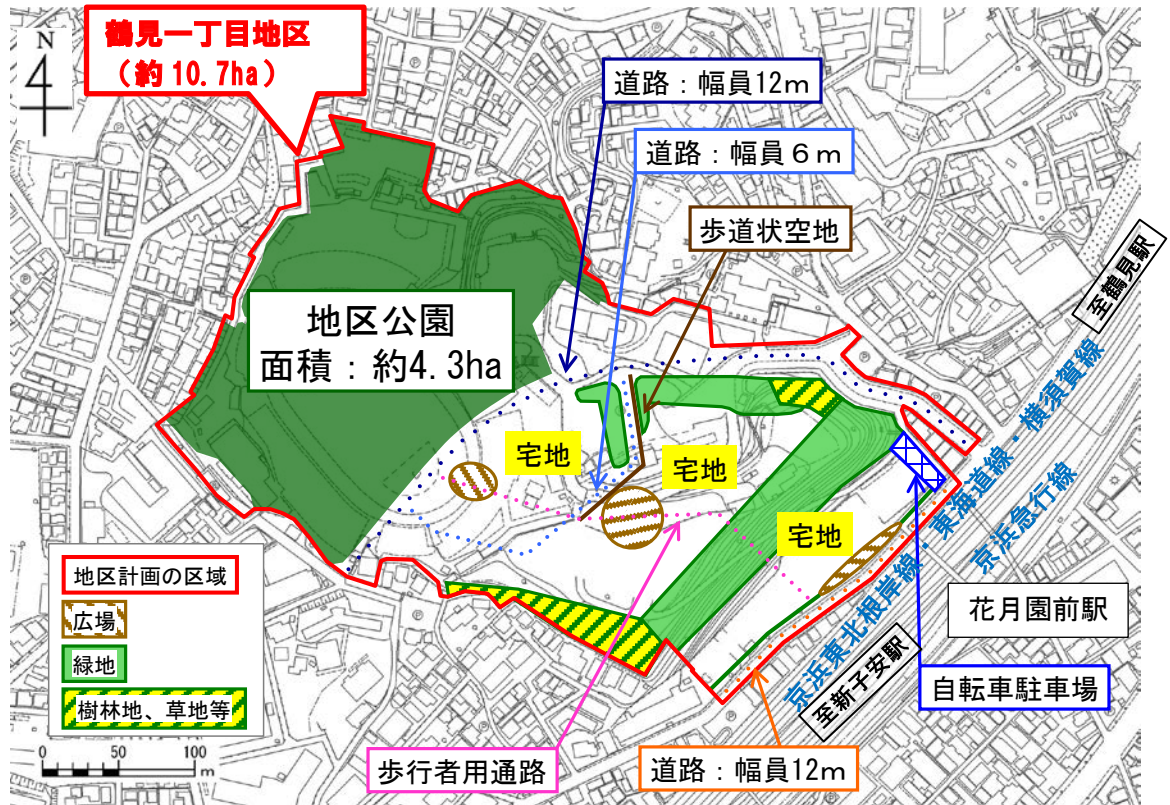 N
鶴見一丁目地区
（約10.7ha）
道路：幅員12m
道路：幅員６m
歩道状空地
至鶴見駅
地区公園
面積：約4.3ha
宅地
宅地
宅地
京浜東北根岸線・東海道線・横須賀線
京浜急行線
花月園前駅
至新子安駅
自転車駐車場
地区計画の区域
広場
緑地
樹林地、草地等
0 50 100
m
歩行者用通路
道路：幅員12m